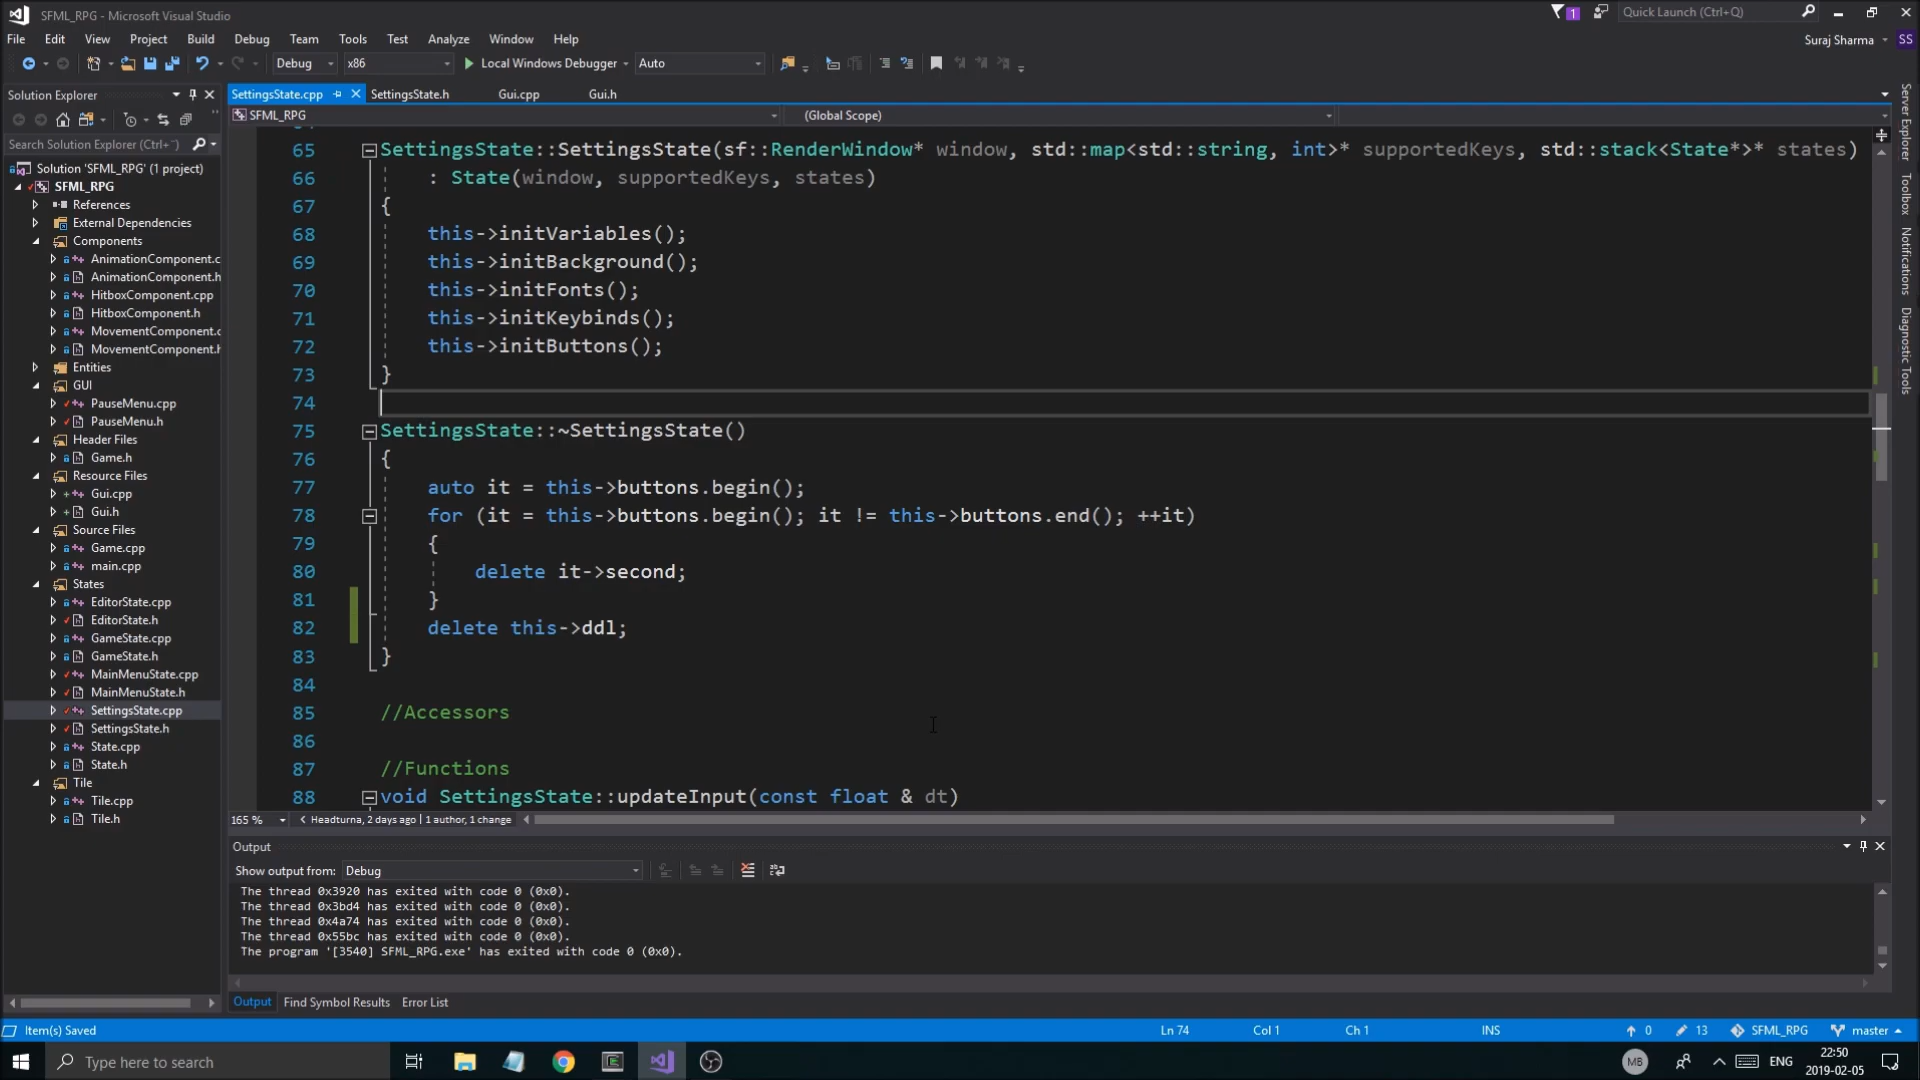 SFML_RPG - Microsoft Visual Studio
1
Quick Launch (Ctrl+Q)
File Edit View Project Build Debug Team Tools Test Analyze Window Help
Suraj Sharma
SS
Debug
x86
Local Windows Debugger
Auto
Solution Explorer
SettingsState.cpp
SettingsState.h
Gui.cpp
Gui.h
SFML_RPG
(Global Scope)
Search Solution Explorer (Ctrl+
Solution 'SFML_RPG' (1 project)
SFML_RPG
References
External Dependencies
Components
AnimationComponent.c
AnimationComponent.h
HitboxComponent.cpp
HitboxComponent.h
MovementComponent.c
MovementComponent.h
Entities
GUI
PauseMenu.cpp
PauseMenu.h
Header Files
Game.h
Resource Files
Gui.cpp
Gui.h
Source Files
Game.cpp
main.cpp
States
EditorState.cpp
EditorState.h
GameState.cpp
GameState.h
MainMenuState.cpp
MainMenuState.h
SettingsState.cpp
SettingsState.h
State.cpp
State.h
Tile
Tile.cpp
Tile.h
65 SettingsState::SettingsState(sf::RenderWindow* window, std::map<std::string, int>* supportedKeys, std::stack<State*>* states)
66 : State(window, supportedKeys, states)
67 {
68 this->initVariables();
69 this->initBackground();
70 this->initFonts();
71 this->initKeybinds();
72 this->initButtons();
73 }
74
75 SettingsState::~SettingsState()
76 {
77 auto it = this->buttons.begin();
78 for (it = this->buttons.begin(); it != this->buttons.end(); ++it)
79 {
80 delete it->second;
81 }
82 delete this->ddl;
83 }
84
85 //Accessors
86
87 //Functions
88 void SettingsState::updateInput(const float & dt)
165 %
Headturna, 2 days ago | 1 author, 1 change
Server Explorer
Toolbox
Notifications
Diagnostic Tools
Output
Show output from: Debug
The thread 0x3920 has exited with code 0 (0x0).
The thread 0x3bd4 has exited with code 0 (0x0).
The thread 0x4a74 has exited with code 0 (0x0).
The thread 0x55bc has exited with code 0 (0x0).
The program '[3540] SFML_RPG.exe' has exited with code 0 (0x0).
Output
Find Symbol Results
Error List
Item(s) Saved
Ln 74
Col 1
Ch 1
INS
0
13
SFML_RPG
master
Type here to search
MB
ENG
22:50
2019-02-05